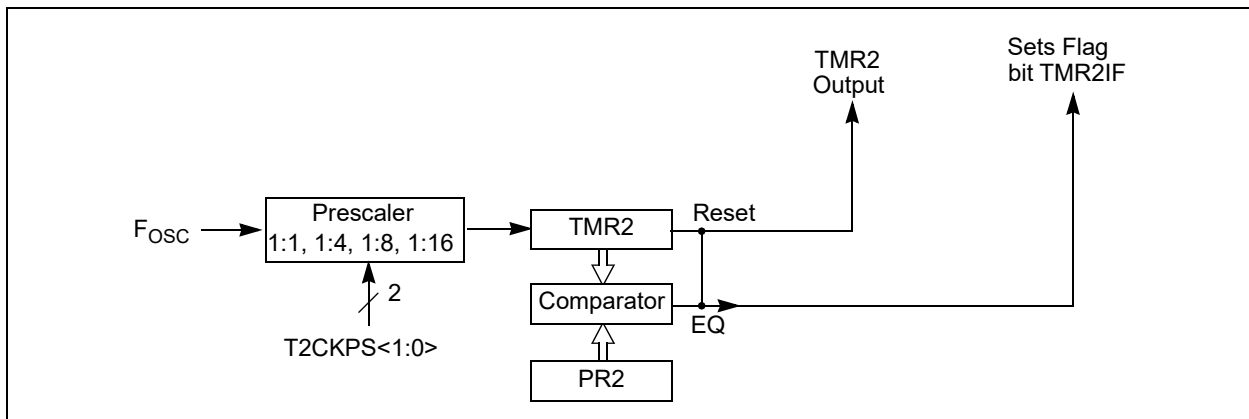 TMR2
Output
Sets Flag
bit TMR2IF
Prescaler
1:1, 1:4, 1:8, 1:16
FOSC
TMR2
Reset
2
Comparator
EQ
T2CKPS<1:0>
PR2